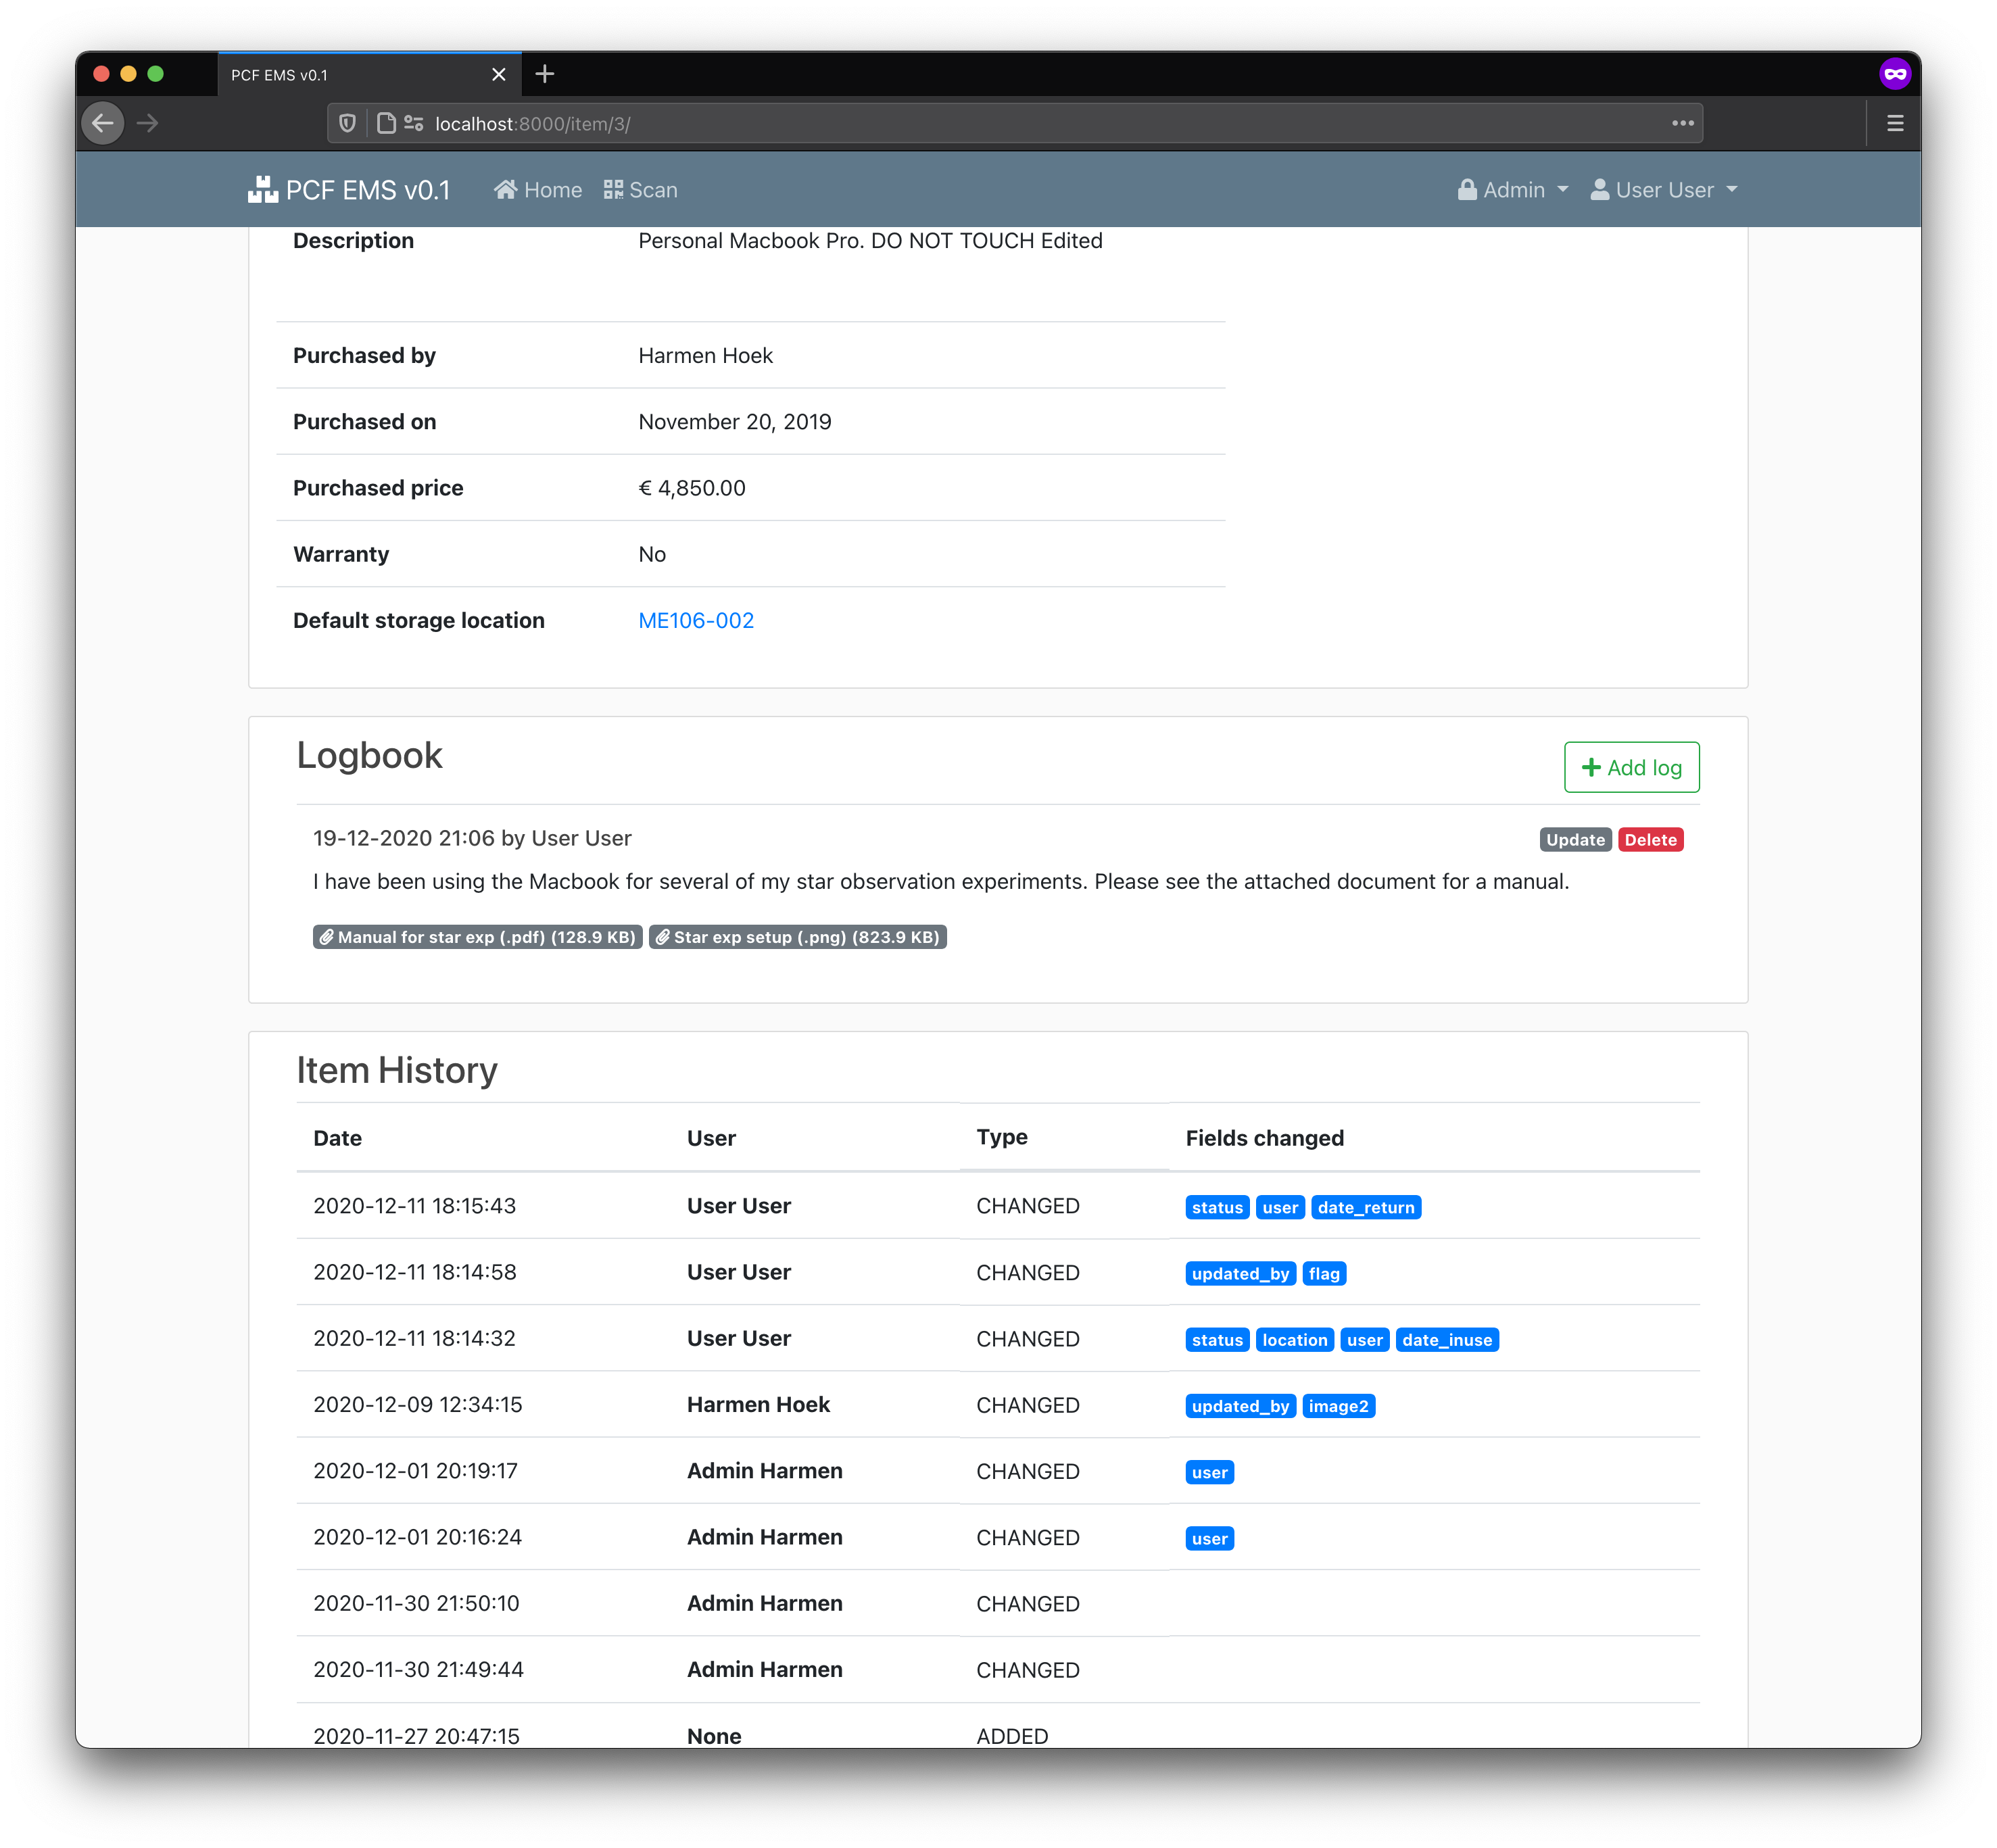 PCF EMS v0.1
localhost:8000/item/3/
PCF EMS v0.1 Home Scan Admin User User
Description Personal Macbook Pro. DO NOT TOUCH Edited
Purchased by Harmen Hoek
Purchased on November 20, 2019
Purchased price € 4,850.00
Warranty No
Default storage location ME106-002
Logbook
Add log
19-12-2020 21:06 by User User Update Delete
I have been using the Macbook for several of my star observation experiments. Please see the attached document for a manual.
Manual for star exp (.pdf) (128.9 KB) Star exp setup (.png) (823.9 KB)
Item History
Date User Type Fields changed
2020-12-11 18:15:43 User User CHANGED status user date_return
2020-12-11 18:14:58 User User CHANGED updated_by flag
2020-12-11 18:14:32 User User CHANGED status location user date_inuse
2020-12-09 12:34:15 Harmen Hoek CHANGED updated_by image2
2020-12-01 20:19:17 Admin Harmen CHANGED user
2020-12-01 20:16:24 Admin Harmen CHANGED user
2020-11-30 21:50:10 Admin Harmen CHANGED
2020-11-30 21:49:44 Admin Harmen CHANGED
2020-11-27 20:47:15 None ADDED